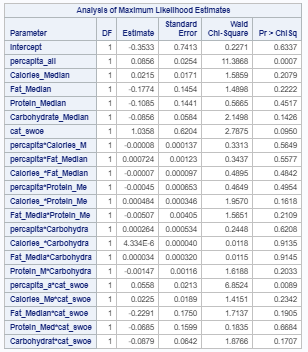 Analysis of Maximum Likelihood Estimates
Parameter DF Estimate Standard Error Wald Chi-Square Pr > ChiSq
Intercept 1 -0.3533 0.7413 0.2271 0.6337
percapita_all 1 0.0856 0.0254 11.3868 0.0007
Calories_Median 1 0.0215 0.0171 1.5859 0.2079
Fat_Median 1 -0.1774 0.1454 1.4898 0.2222
Protein_Median 1 -0.1085 0.1441 0.5665 0.4517
Carbohydrate_Median 1 -0.0856 0.0584 2.1498 0.1426
cat_swoe 1 1.0358 0.6204 2.7875 0.0950
percapita*Calories_M 1 -0.00008 0.000137 0.3313 0.5649
percapita*Fat_Median 1 0.000724 0.00123 0.3437 0.5577
Calories_*Fat_Median 1 -0.00007 0.000097 0.4895 0.4842
percapita*Protein_Me 1 -0.00045 0.000653 0.4649 0.4954
Calories_*Protein_Me 1 0.000484 0.000346 1.9570 0.1618
Fat_Media*Protein_Me 1 -0.00507 0.00405 1.5651 0.2109
percapita*Carbohydra 1 0.000264 0.000534 0.2448 0.6208
Calories_*Carbohydra 1 4.334E-6 0.000040 0.0118 0.9135
Fat_Media*Carbohydra 1 0.000034 0.000320 0.0115 0.9145
Protein_M*Carbohydra 1 -0.00147 0.00116 1.6188 0.2033
percapita_a*cat_swoe 1 0.0558 0.0213 6.8524 0.0089
Calories_Me*cat_swoe 1 0.0225 0.0189 1.4151 0.2342
Fat_Median*cat_swoe 1 -0.2291 0.1750 1.7137 0.1905
Protein_Med*cat_swoe 1 -0.0685 0.1599 0.1835 0.6684
Carbohydrat*cat_swoe 1 -0.0879 0.0642 1.8766 0.1707